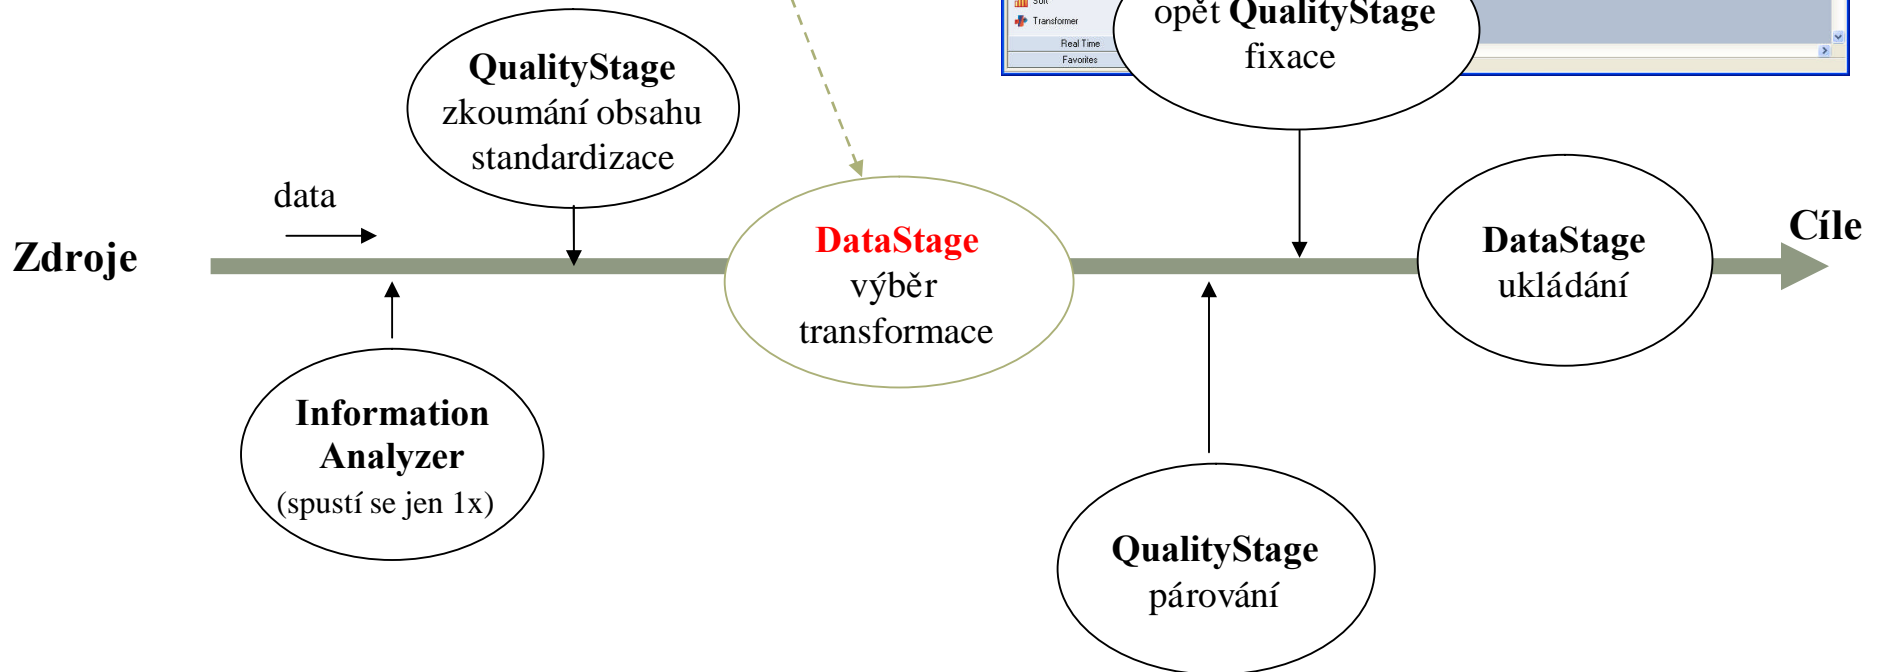 Sort
Transformer
Real Time
Favorites
opět QualityStage
fixace
QualityStage
zkoumání obsahu
standardizace
data
Zdroje
DataStage
výběr
transformace
DataStage
ukládání
Cíle
Information
Analyzer
(spustí se jen 1x)
QualityStage
párování